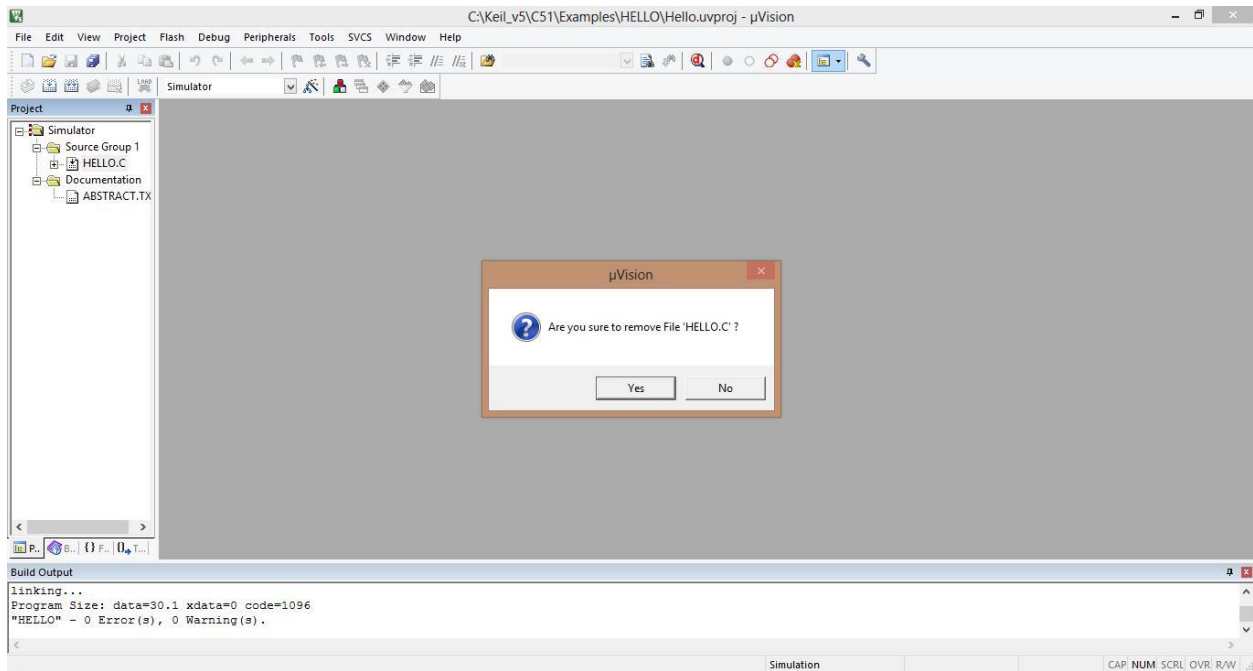 C:\Keil_v5\C51\Examples\HELLO\Hello.uvproj - µVision
File Edit View Project Flash Debug Peripherals Tools SVCS Window Help
LOAD
Simulator
Project
Simulator
Source Group 1
HELLO.C
Documentation
ABSTRACT.TX
µVision
Are you sure to remove File 'HELLO.C' ?
Yes No
P.. B.. {} F.. 0 T...
Build Output
linking...
Program Size: data=30.1 xdata=0 code=1096
"HELLO" - 0 Error(s), 0 Warning(s).
Simulation CAP NUM SCRL OVR R/W